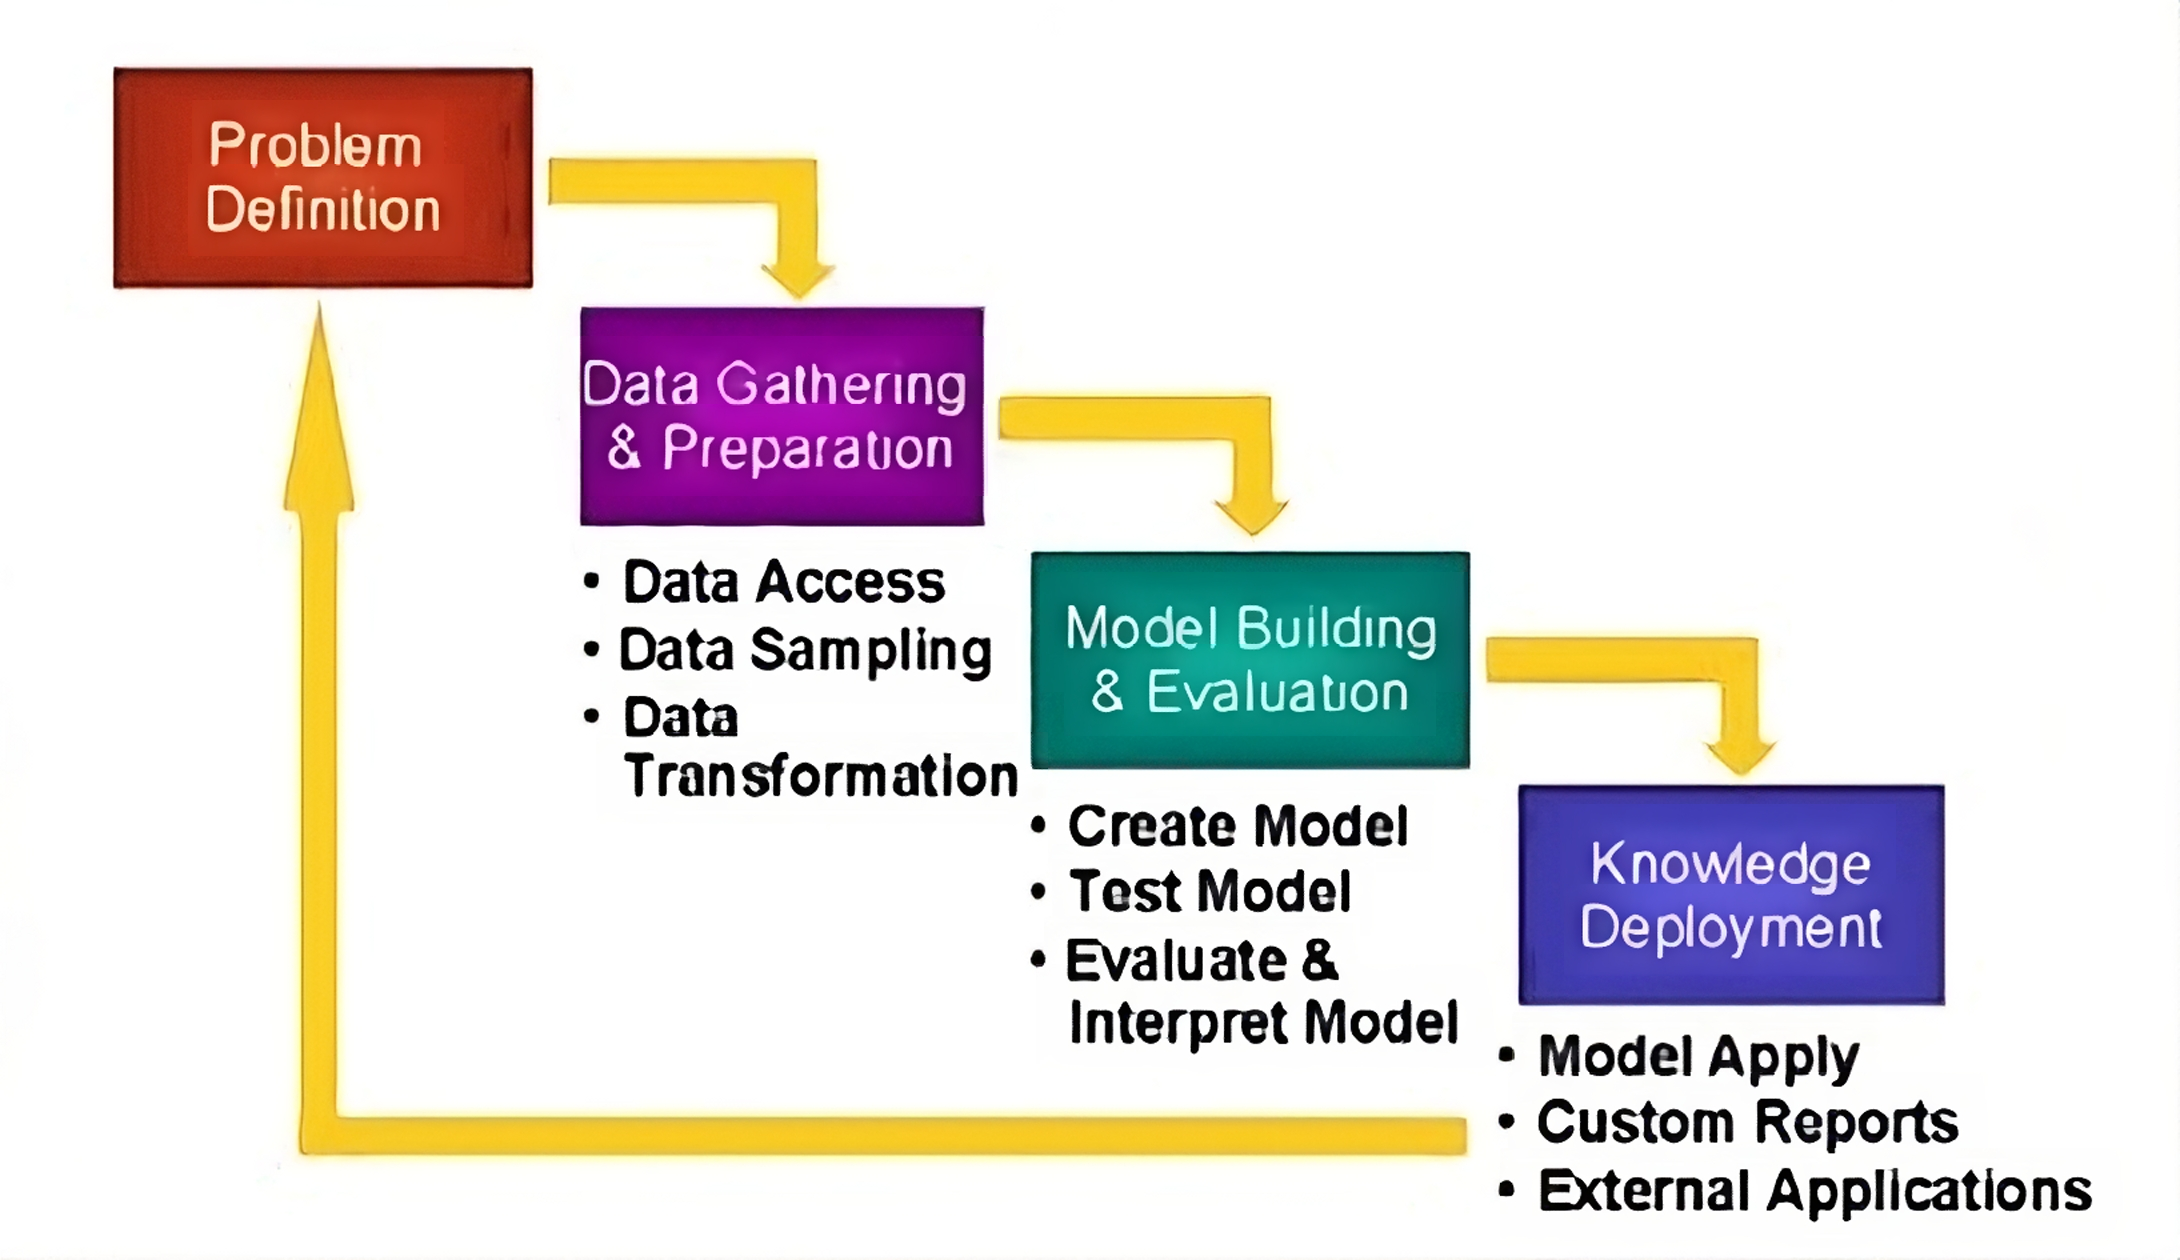 Problem
Definition
Data Gathering
& Preparation
• Data Access
• Data Sampling
• Data
Transformation
Model Building
& Evaluation
• Create Model
• Test Model
• Evaluate &
Interpret Model
Knowledge
Deployment
• Model Apply
• Custom Reports
• External Applications